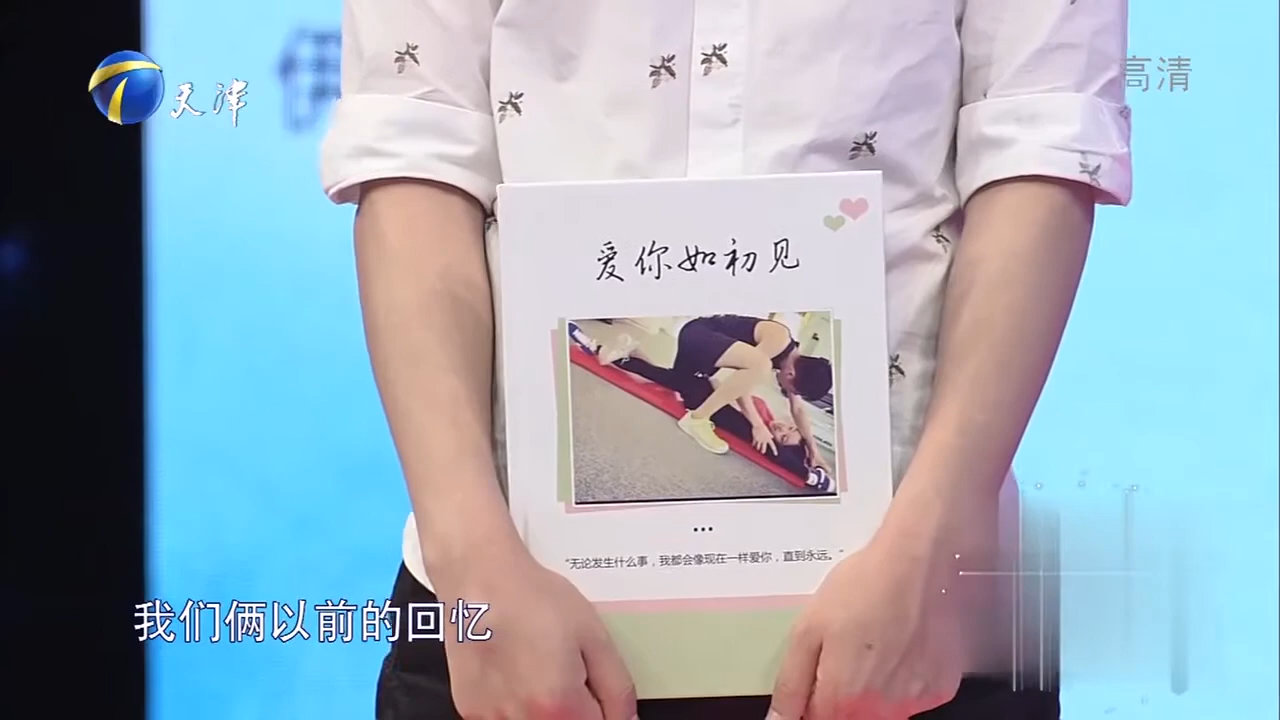 天津
高清
俩
爱你如初见
...
“无论发生什么事，我都会像现在一样爱你，直到永远。”
我们俩以前的回忆